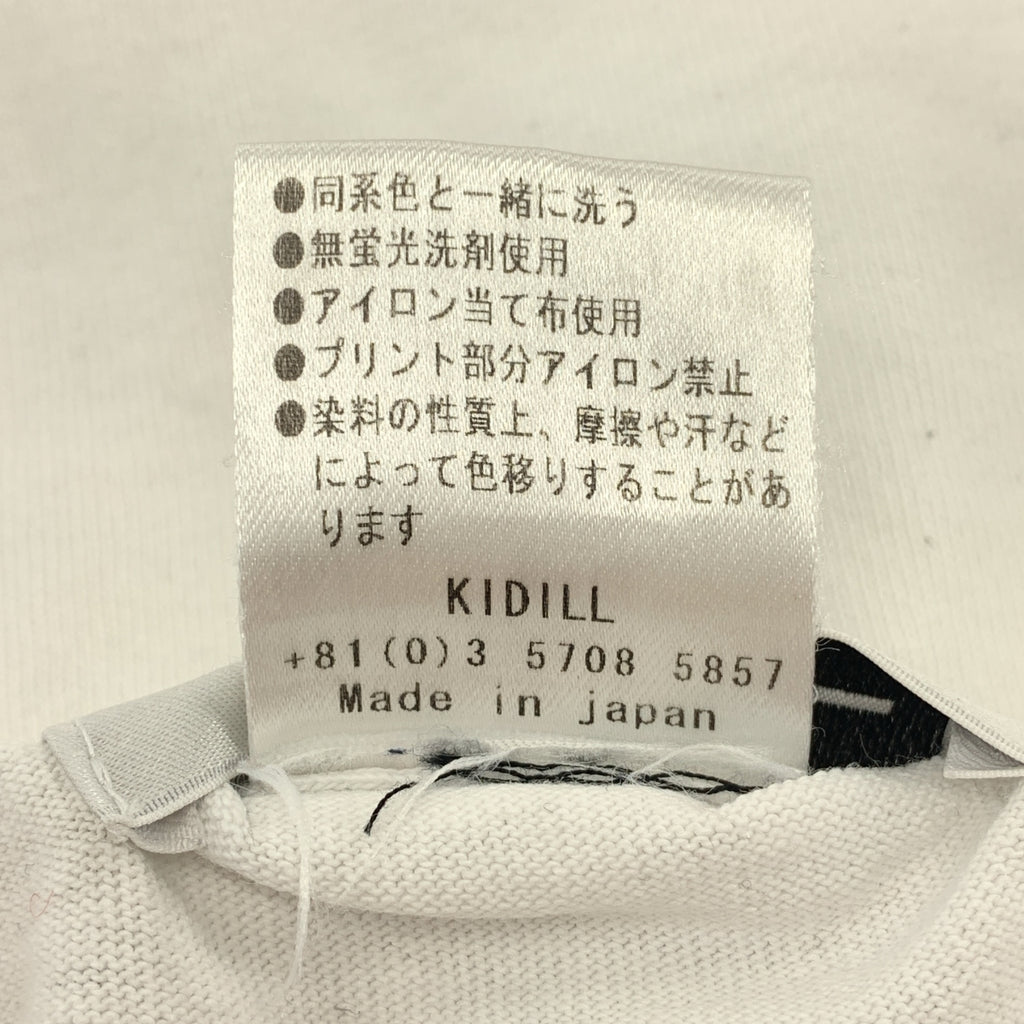 ●同系色と一緒に洗う
●無蛍光洗剤使用
●アイロン当て布使用
●プリント部分アイロン禁止
●染料の性質上、摩擦や汗など
によって色移りすることがあ
ります
KIDILL
+81(0)3 5708 5857
Made in japan